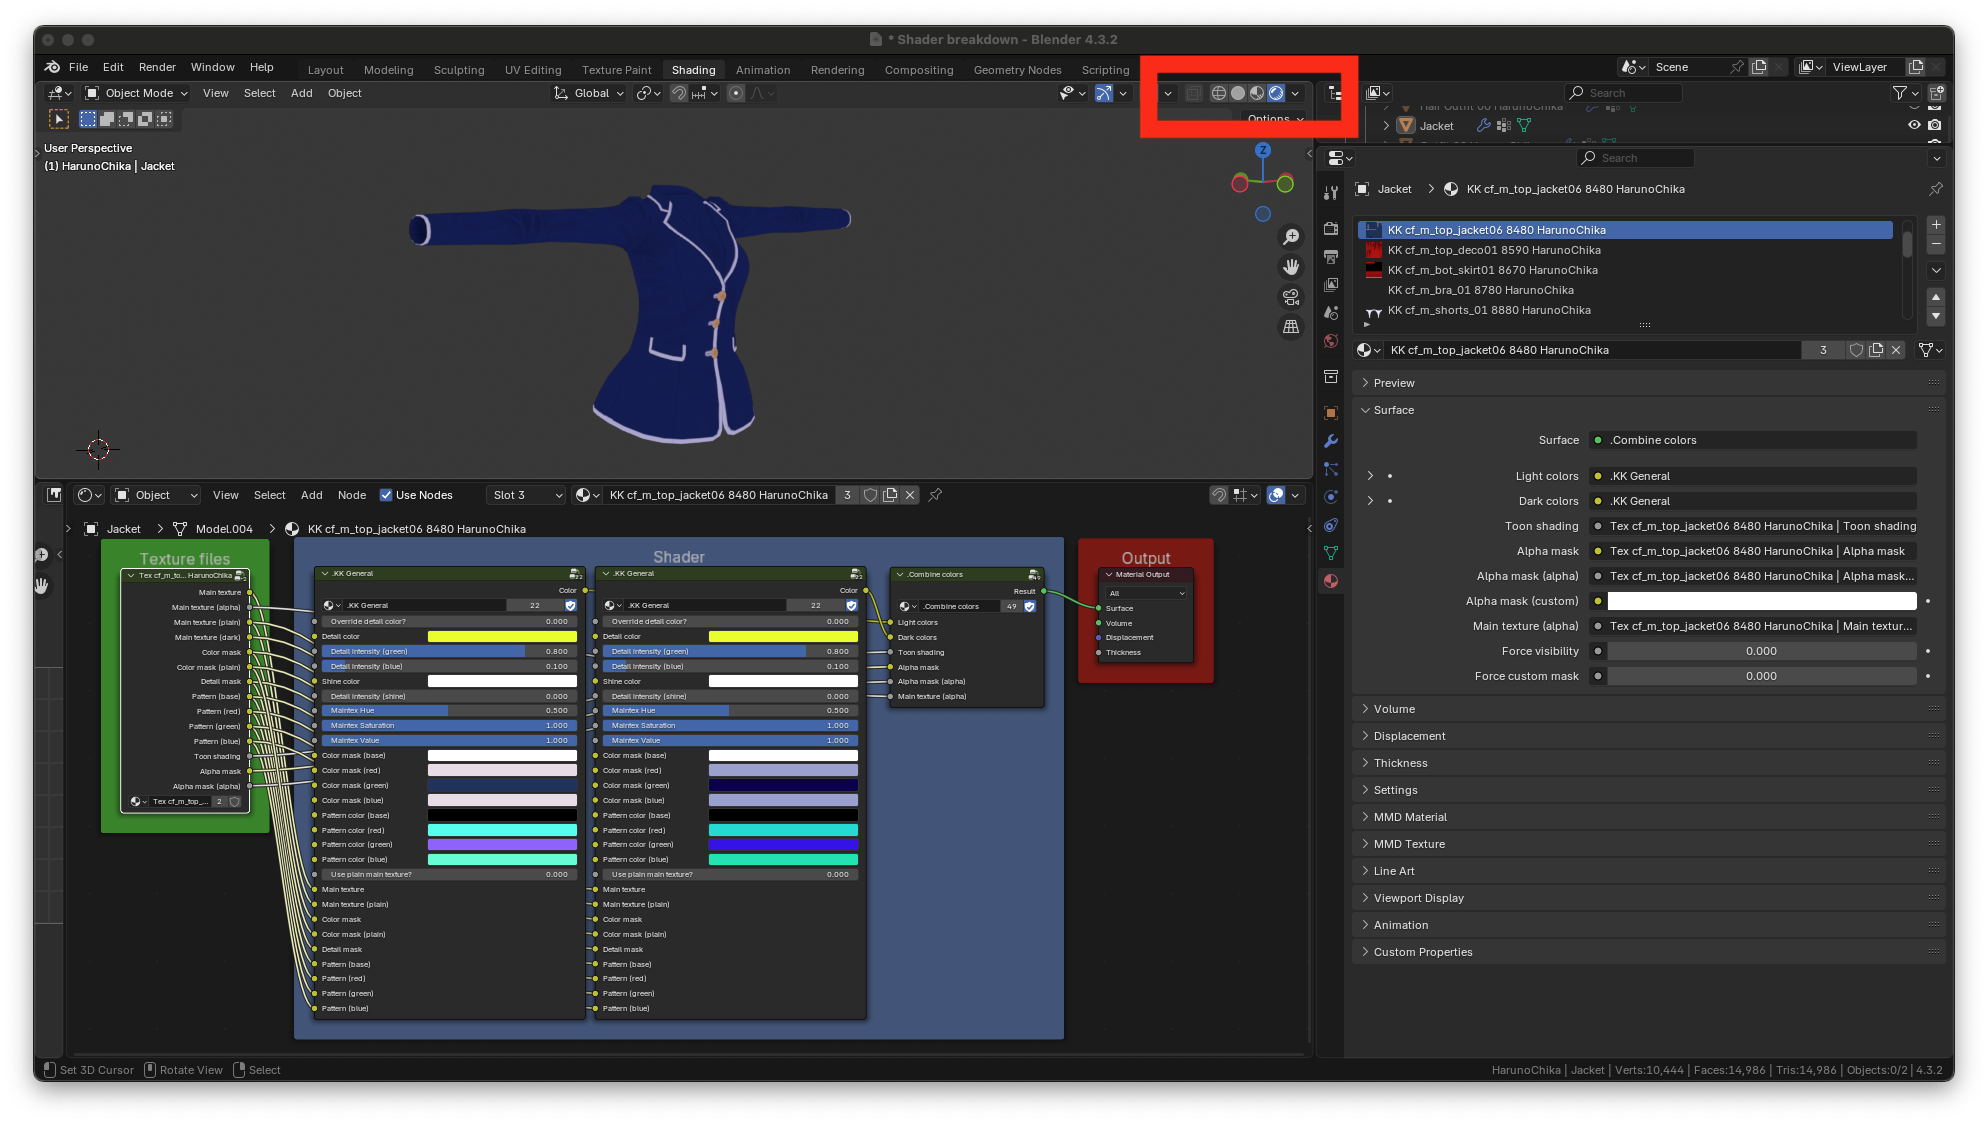 * Shader breakdown - Blender 4.3.2
File Edit Render Window Help Layout Modeling Sculpting UV Editing Texture Paint Shading Animation Rendering Compositing Geometry Nodes Scripting Scene ViewLayer
Object Mode View Select Add Object Global
Options
User Perspective
(1) HarunoChika | Jacket
Z
Search
Jacket
Search
Jacket > KK cf_m_top_jacket06 8480 HarunoChika
KK cf_m_top_jacket06 8480 HarunoChika
KK cf_m_top_deco01 8590 HarunoChika
KK cf_m_bot_skirt01 8670 HarunoChika
KK cf_m_bra_01 8780 HarunoChika
KK cf_m_shorts_01 8880 HarunoChika
KK cf_m_top_jacket06 8480 HarunoChika 3
Preview
Surface
Surface .Combine colors
Light colors .KK General
Dark colors .KK General
Toon shading Tex cf_m_top_jacket06 8480 HarunoChika | Toon shading
Alpha mask Tex cf_m_top_jacket06 8480 HarunoChika | Alpha mask
Alpha mask (alpha) Tex cf_m_top_jacket06 8480 HarunoChika | Alpha mask...
Alpha mask (custom)
Main texture (alpha) Tex cf_m_top_jacket06 8480 HarunoChika | Main textur...
Force visibility 0.000
Force custom mask 0.000
Volume
Displacement
Thickness
Settings
MMD Material
MMD Texture
Line Art
Viewport Display
Animation
Custom Properties
Object View Select Add Node Use Nodes Slot 3 KK cf_m_top_jacket06 8480 HarunoChika 3
Jacket > Model.004 > KK cf_m_top_jacket06 8480 HarunoChika
Texture files
Tex cf_m_to... HarunoChika
Main texture
Main texture (alpha)
Main texture (plain)
Main texture (dark)
Color mask
Color mask (plain)
Detail mask
Pattern (base)
Pattern (red)
Pattern (green)
Pattern (blue)
Toon shading
Alpha mask
Alpha mask (alpha)
Tex cf_m_top_... 2
Shader
.KK General
Color
.KK General 22
Override detail color? 0.000
Detail color
Detail intensity (green) 0.800
Detail intensity (blue) 0.100
Shine color
Detail intensity (shine) 0.000
Maintex Hue 0.500
Maintex Saturation 1.000
Maintex Value 1.000
Color mask (base)
Color mask (red)
Color mask (green)
Color mask (blue)
Pattern color (base)
Pattern color (red)
Pattern color (green)
Pattern color (blue)
Use plain main texture? 0.000
Main texture
Main texture (plain)
Color mask
Color mask (plain)
Detail mask
Pattern (base)
Pattern (red)
Pattern (green)
Pattern (blue)
.KK General
Color
.KK General 22
Override detail color? 0.000
Detail color
Detail intensity (green) 0.800
Detail intensity (blue) 0.100
Shine color
Detail intensity (shine) 0.000
Maintex Hue 0.500
Maintex Saturation 1.000
Maintex Value 1.000
Color mask (base)
Color mask (red)
Color mask (green)
Color mask (blue)
Pattern color (base)
Pattern color (red)
Pattern color (green)
Pattern color (blue)
Use plain main texture? 0.000
Main texture
Main texture (plain)
Color mask
Color mask (plain)
Detail mask
Pattern (base)
Pattern (red)
Pattern (green)
Pattern (blue)
.Combine colors
Result
.Combine colors 49
Light colors
Dark colors
Toon shading
Alpha mask
Alpha mask (alpha)
Main texture (alpha)
Output
Material Output
All
Surface
Volume
Displacement
Thickness
Set 3D Cursor Rotate View Select
HarunoChika | Jacket | Verts:10,444 | Faces:14,986 | Tris:14,986 | Objects:0/2 | 4.3.2